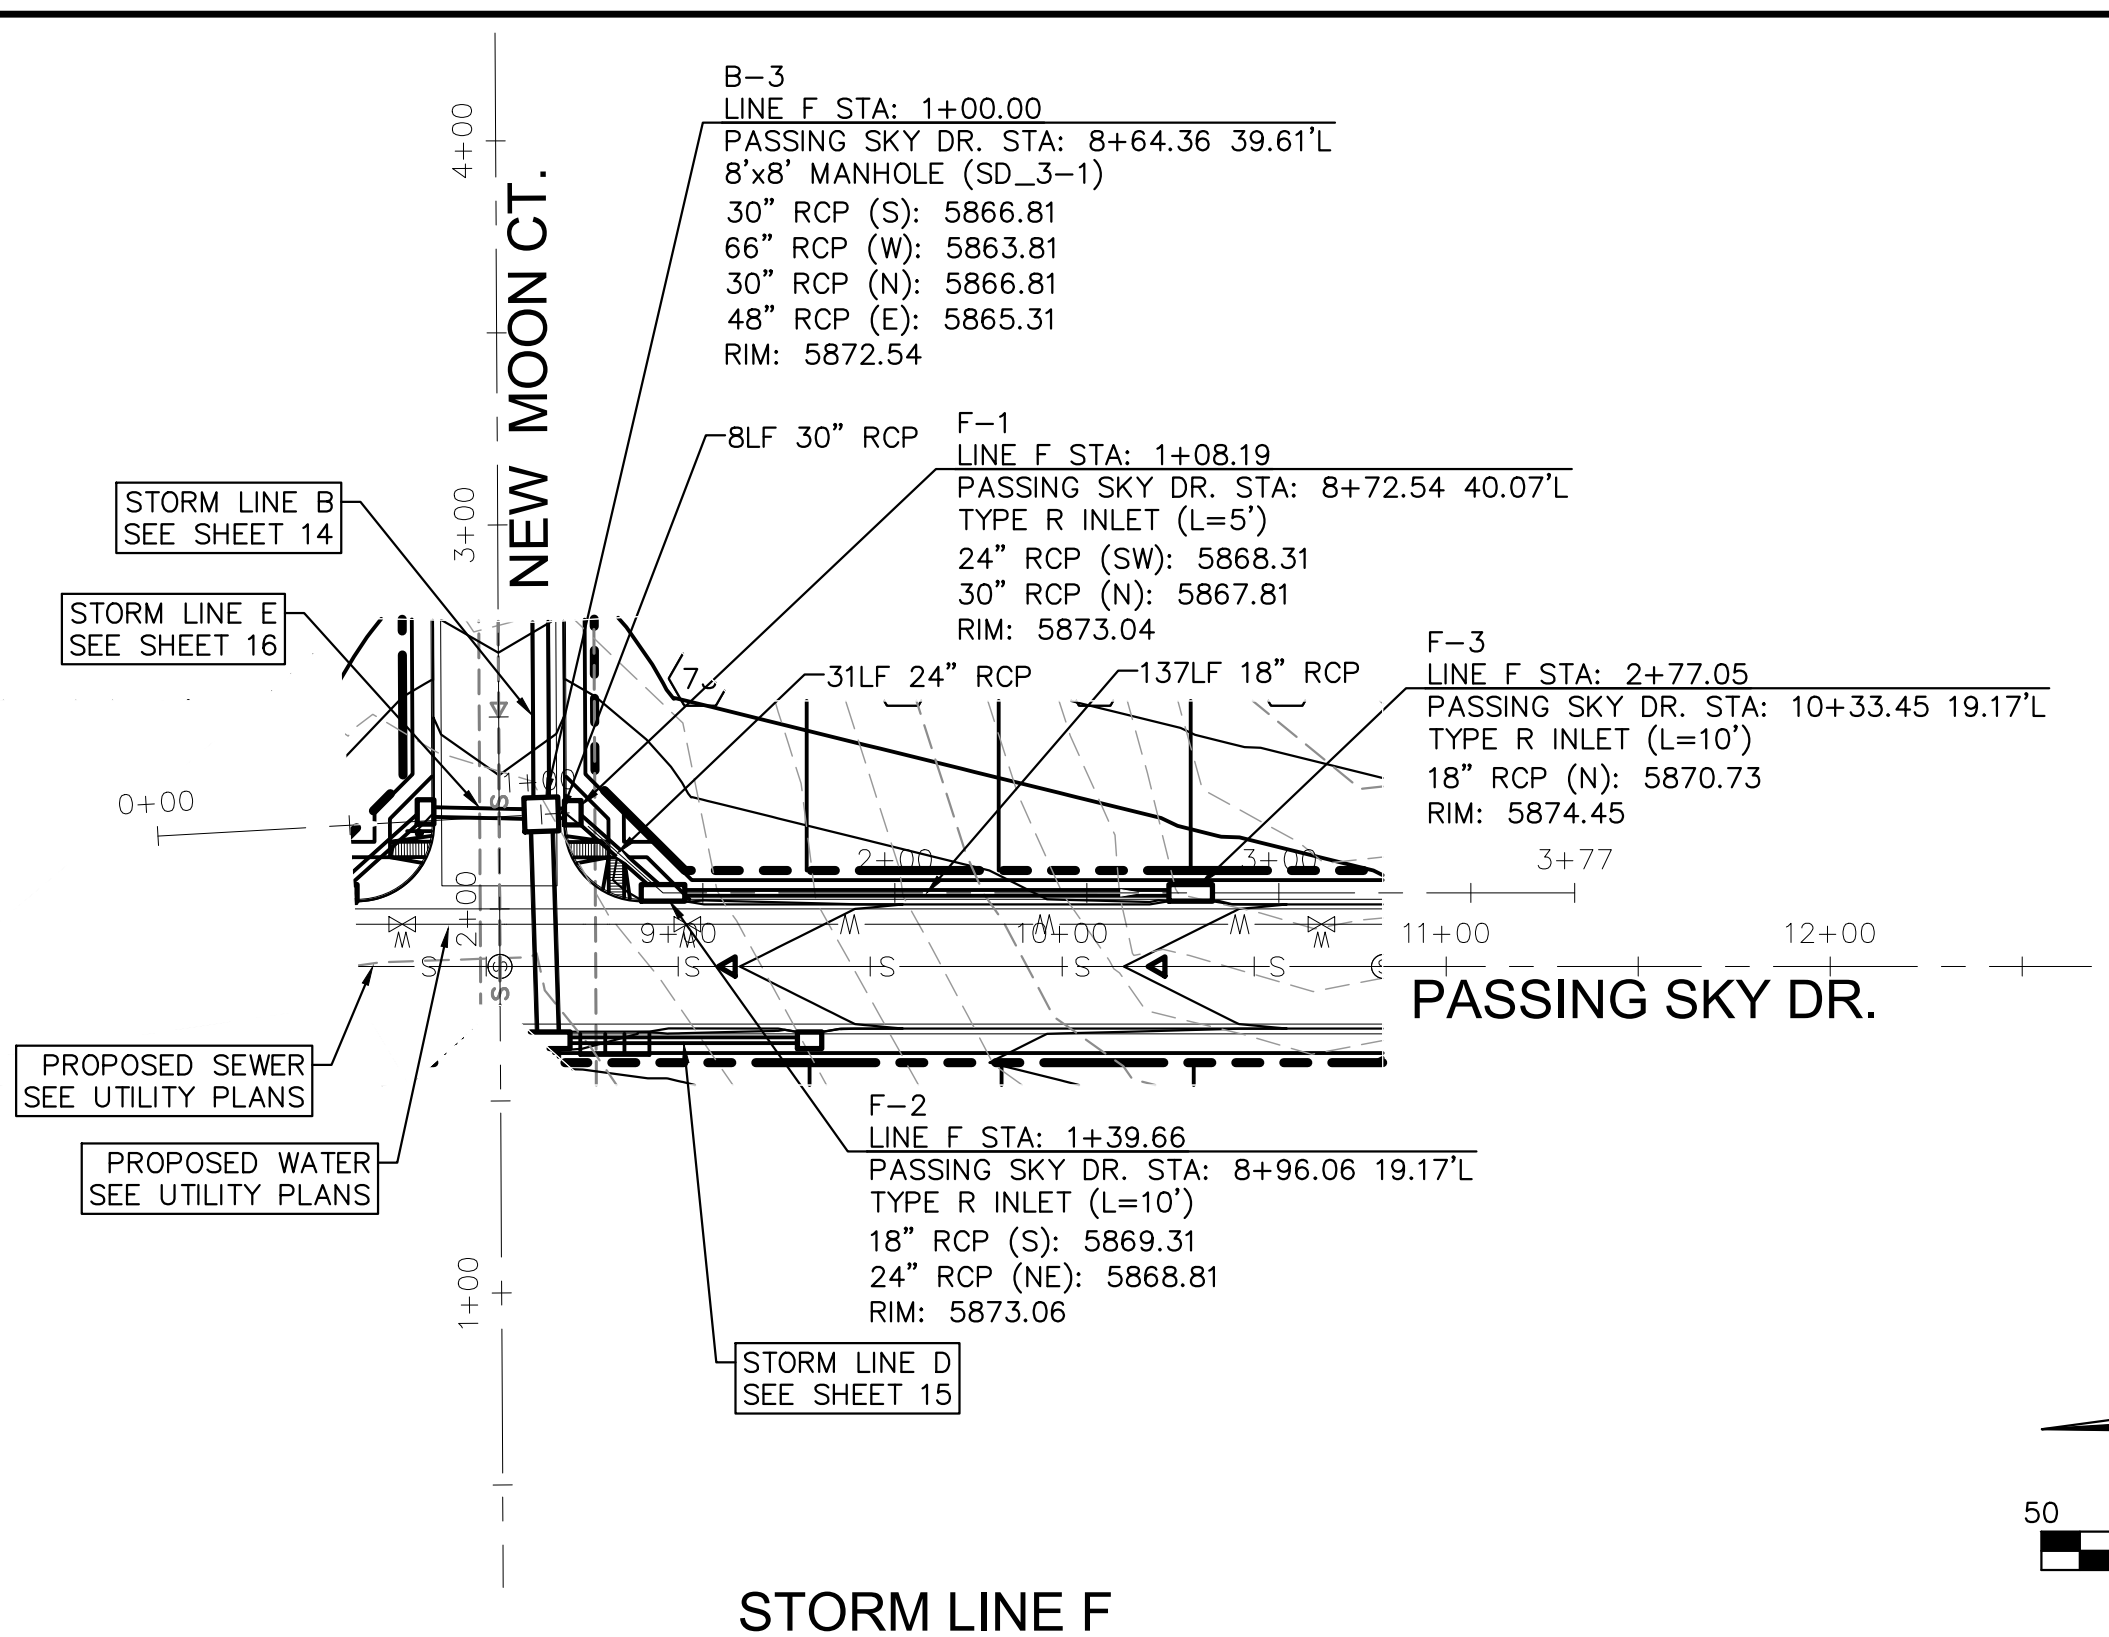 B-3
LINE F STA: 1+00.00
PASSING SKY DR. STA: 8+64.36 39.61'L
8'x8' MANHOLE (SD_3-1)
30" RCP (S): 5866.81
66" RCP (W): 5863.81
30" RCP (N): 5866.81
48" RCP (E): 5865.31
RIM: 5872.54
4+00
NEW MOON CT.
3+00
8LF 30" RCP
F-1
LINE F STA: 1+08.19
PASSING SKY DR. STA: 8+72.54 40.07'L
TYPE R INLET (L=5')
24" RCP (SW): 5868.31
30" RCP (N): 5867.81
RIM: 5873.04
STORM LINE B
SEE SHEET 14
STORM LINE E
SEE SHEET 16
31LF 24" RCP
137LF 18" RCP
F-3
LINE F STA: 2+77.05
PASSING SKY DR. STA: 10+33.45 19.17'L
TYPE R INLET (L=10')
18" RCP (N): 5870.73
RIM: 5874.45
0+00
1+00
S
2+00
3+00
3+77
2+00
W
9+00
W
W
10+00
W
W
11+00
12+00
S
S
S
S
S
S
PASSING SKY DR.
PROPOSED SEWER
SEE UTILITY PLANS
PROPOSED WATER
SEE UTILITY PLANS
F-2
LINE F STA: 1+39.66
PASSING SKY DR. STA: 8+96.06 19.17'L
TYPE R INLET (L=10')
18" RCP (S): 5869.31
24" RCP (NE): 5868.81
RIM: 5873.06
1+00
STORM LINE D
SEE SHEET 15
50
STORM LINE F